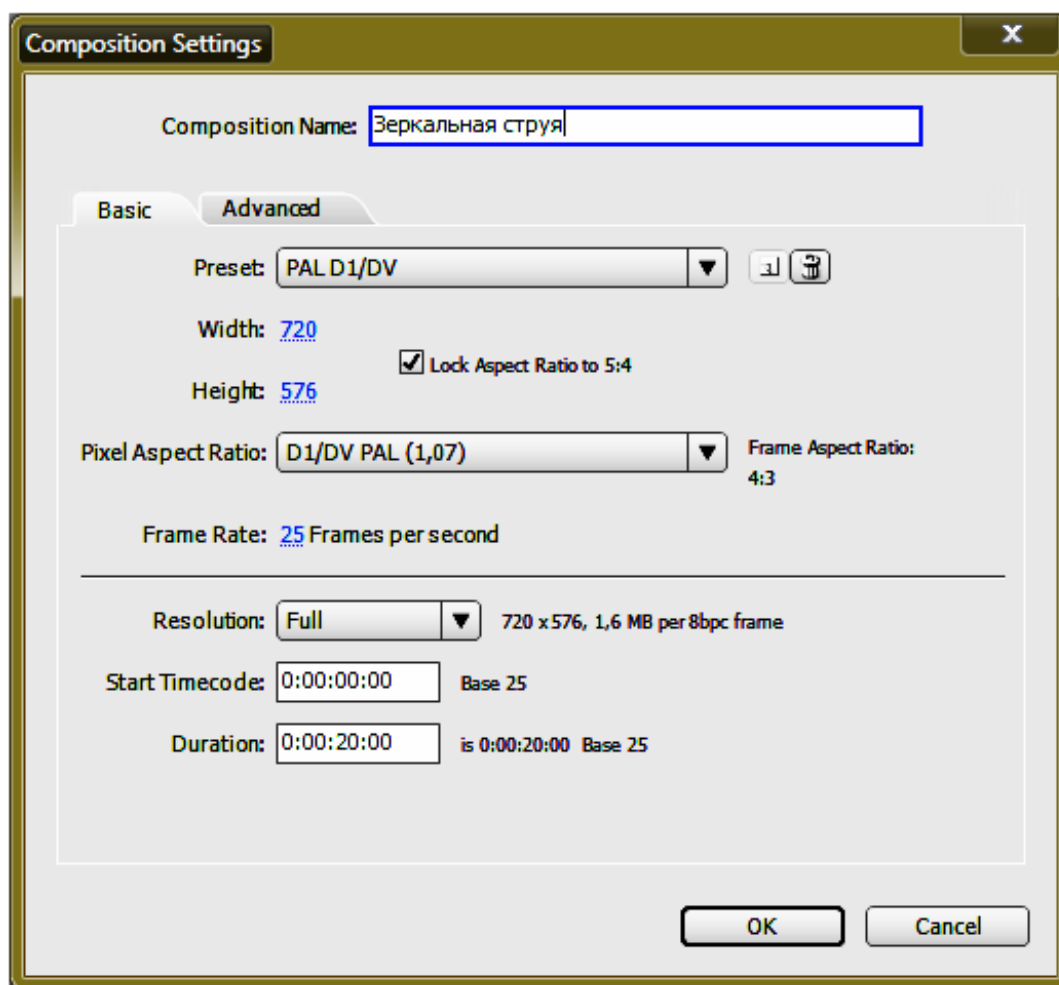 Composition Settings
x
Composition Name: Зеркальная струя
Basic Advanced
Preset: PAL D1/DV
Width: 720
Lock Aspect Ratio to 5:4
Height: 576
Pixel Aspect Ratio: D1/DV PAL (1,07) Frame Aspect Ratio:
4:3
Frame Rate: 25 Frames per second
Resolution: Full 720 x 576, 1,6 MB per 8bpc frame
Start Timecode: 0:00:00:00 Base 25
Duration: 0:00:20:00 is 0:00:20:00 Base 25
OK Cancel